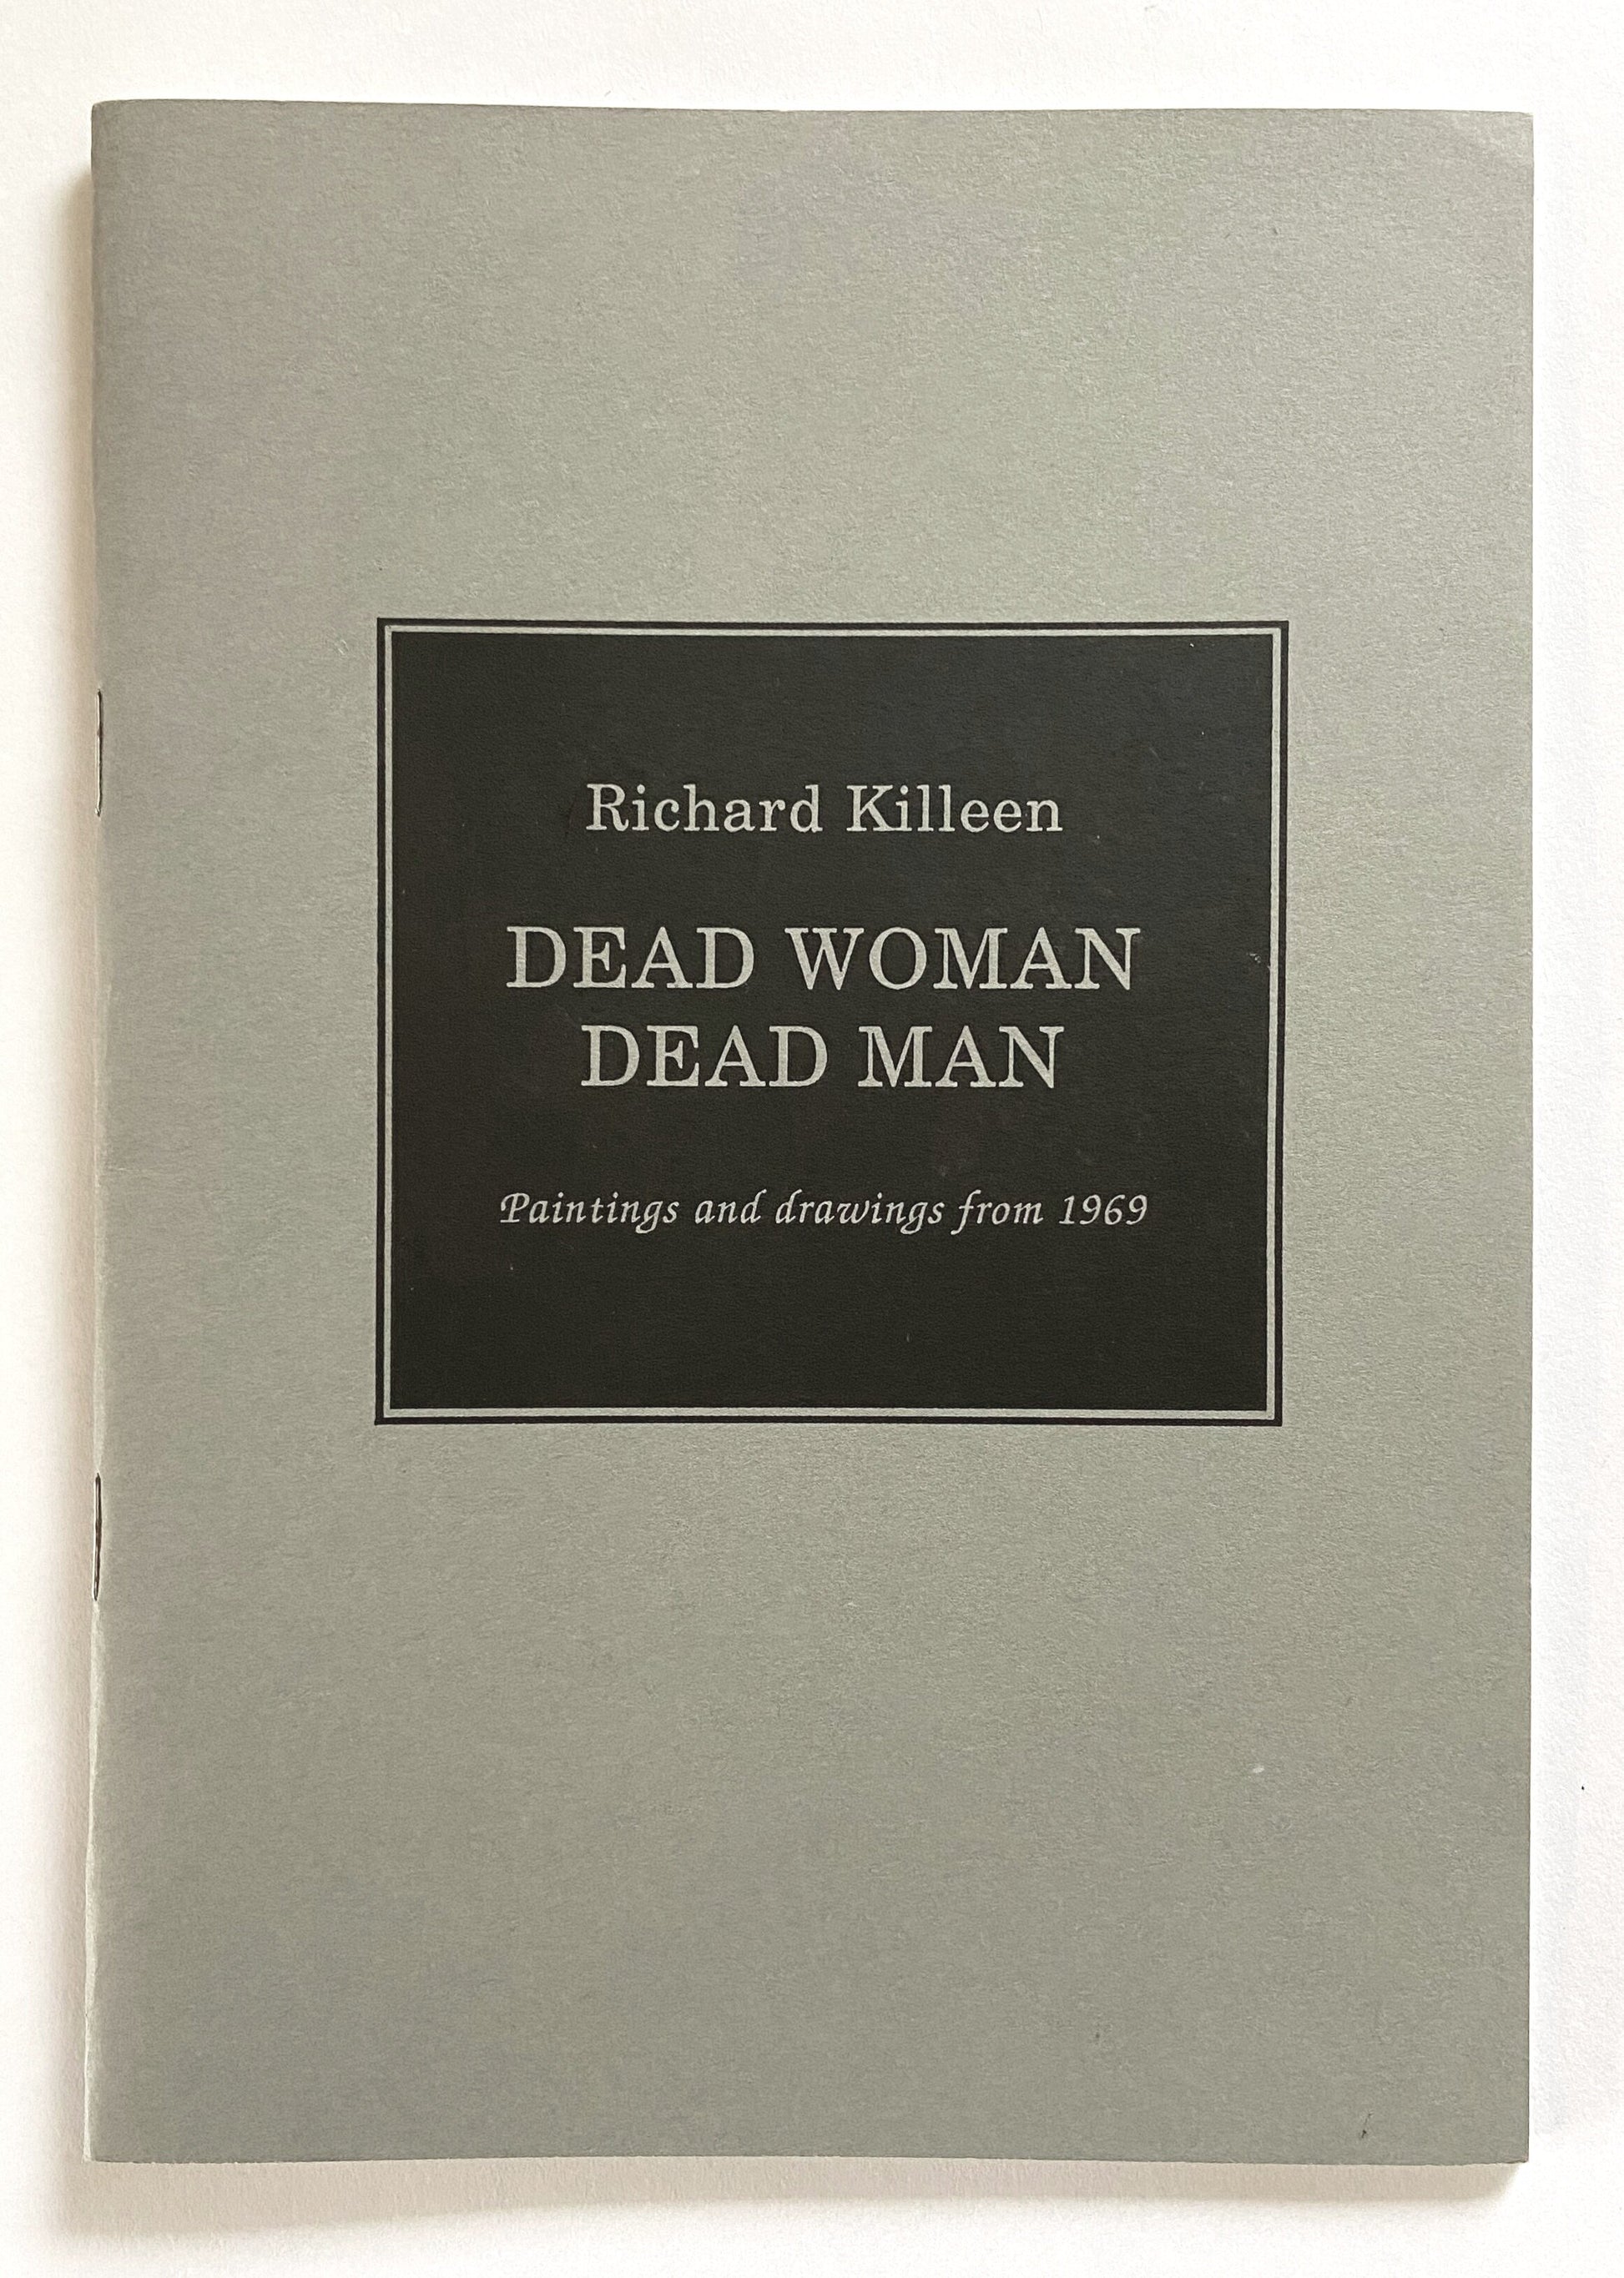 Richard Killeen
DEAD WOMAN
DEAD MAN
Paintings and drawings from 1969